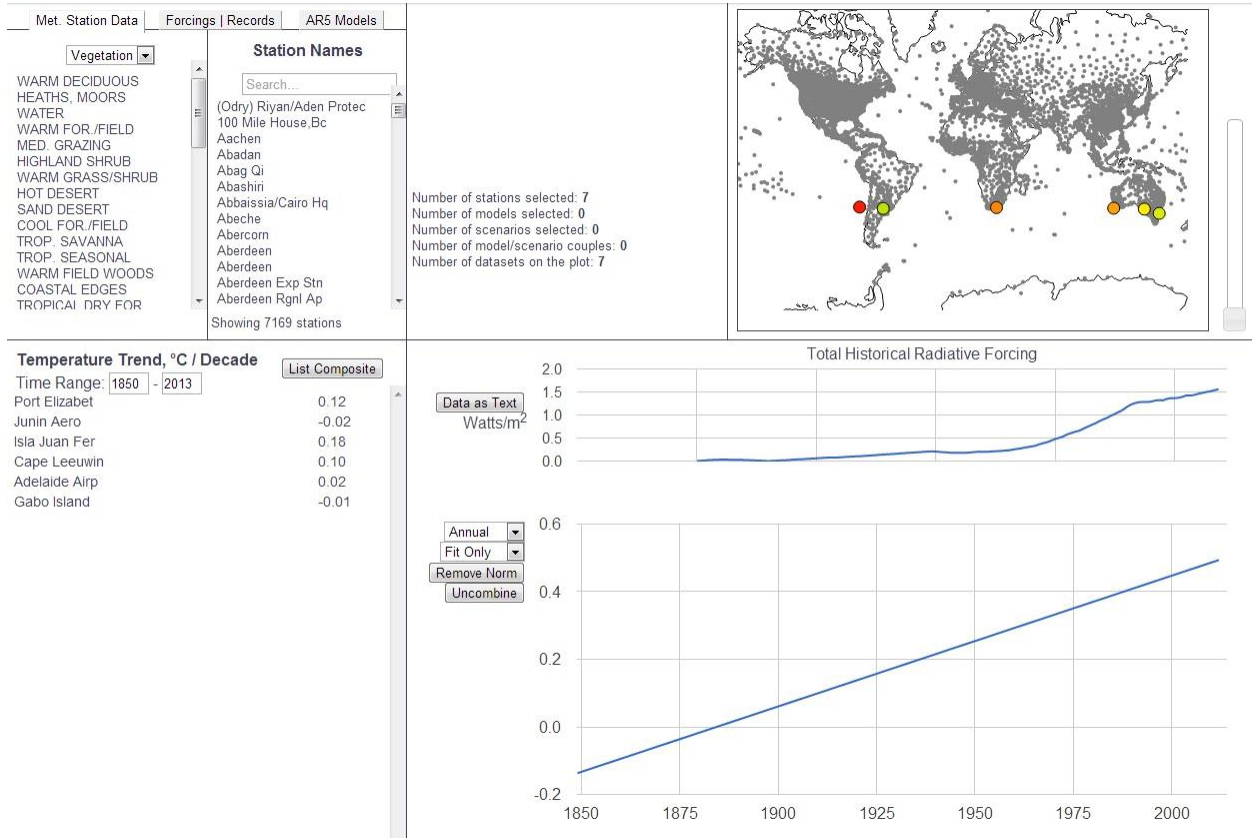 Met. Station Data
Forcings | Records
AR5 Models
Vegetation
WARM DECIDUOUS
HEATHS, MOORS
WATER
WARM FOR./FIELD
MED. GRAZING
HIGHLAND SHRUB
WARM GRASS/SHRUB
HOT DESERT
SAND DESERT
COOL FOR./FIELD
TROP. SAVANNA
TROP. SEASONAL
WARM FIELD WOODS
COASTAL EDGES
TROPICAL DRY FOR
Station Names
Search...
(Odry) Riyan/Aden Protec
100 Mile House,Bc
Aachen
Abadan
Abag Qi
Abashiri
Abbaissia/Cairo Hq
Abeche
Abercorn
Aberdeen
Aberdeen
Aberdeen Exp Stn
Aberdeen Rgnl Ap
Showing 7169 stations
Number of stations selected: 7
Number of models selected: 0
Number of scenarios selected: 0
Number of model/scenario couples: 0
Number of datasets on the plot: 7
Temperature Trend, °C / Decade
List Composite
Time Range: 1850 - 2013
Port Elizabet 0.12
Junin Aero -0.02
Isla Juan Fer 0.18
Cape Leeuwin 0.10
Adelaide Airp 0.02
Gabo Island -0.01
Total Historical Radiative Forcing
Data as Text
Watts/m²
2.0
1.5
1.0
0.5
0.0
Annual
Fit Only
Remove Norm
Uncombine
0.6
0.4
0.2
0.0
-0.2
1850 1875 1900 1925 1950 1975 2000